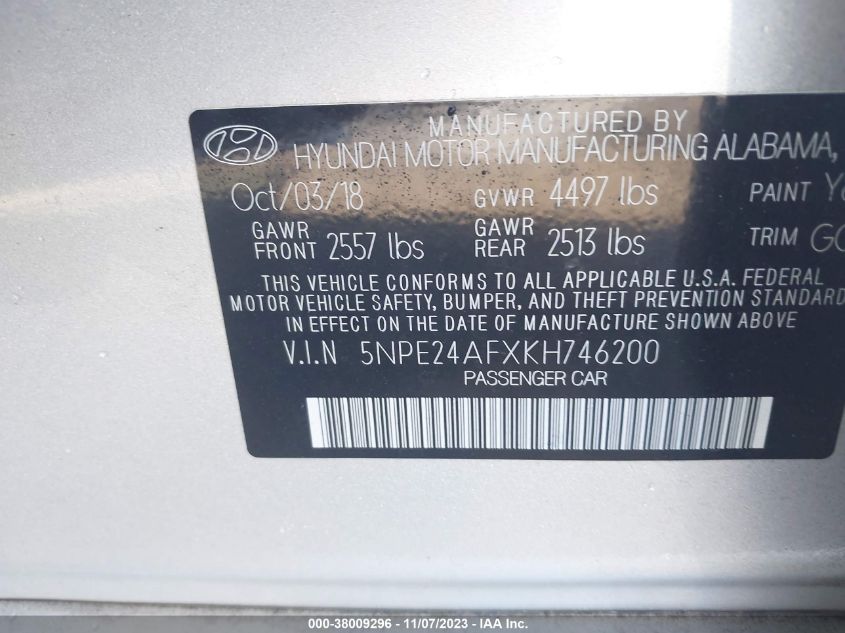 MANUFACTURED BY
HYUNDAI MOTOR MANUFACTURING ALABAMA,
Oct/03/18 GVWR 4497 lbs PAINT
GAWR FRONT 2557 lbs GAWR REAR 2513 lbs TRIM
THIS VEHICLE CONFORMS TO ALL APPLICABLE U.S.A. FEDERAL
MOTOR VEHICLE SAFETY, BUMPER, AND THEFT PREVENTION STANDARD
IN EFFECT ON THE DATE OF MANUFACTURE SHOWN ABOVE
V.I.N 5NPE24AFXKH746200
PASSENGER CAR
000-38009296 - 11/07/2023 - IAA Inc.